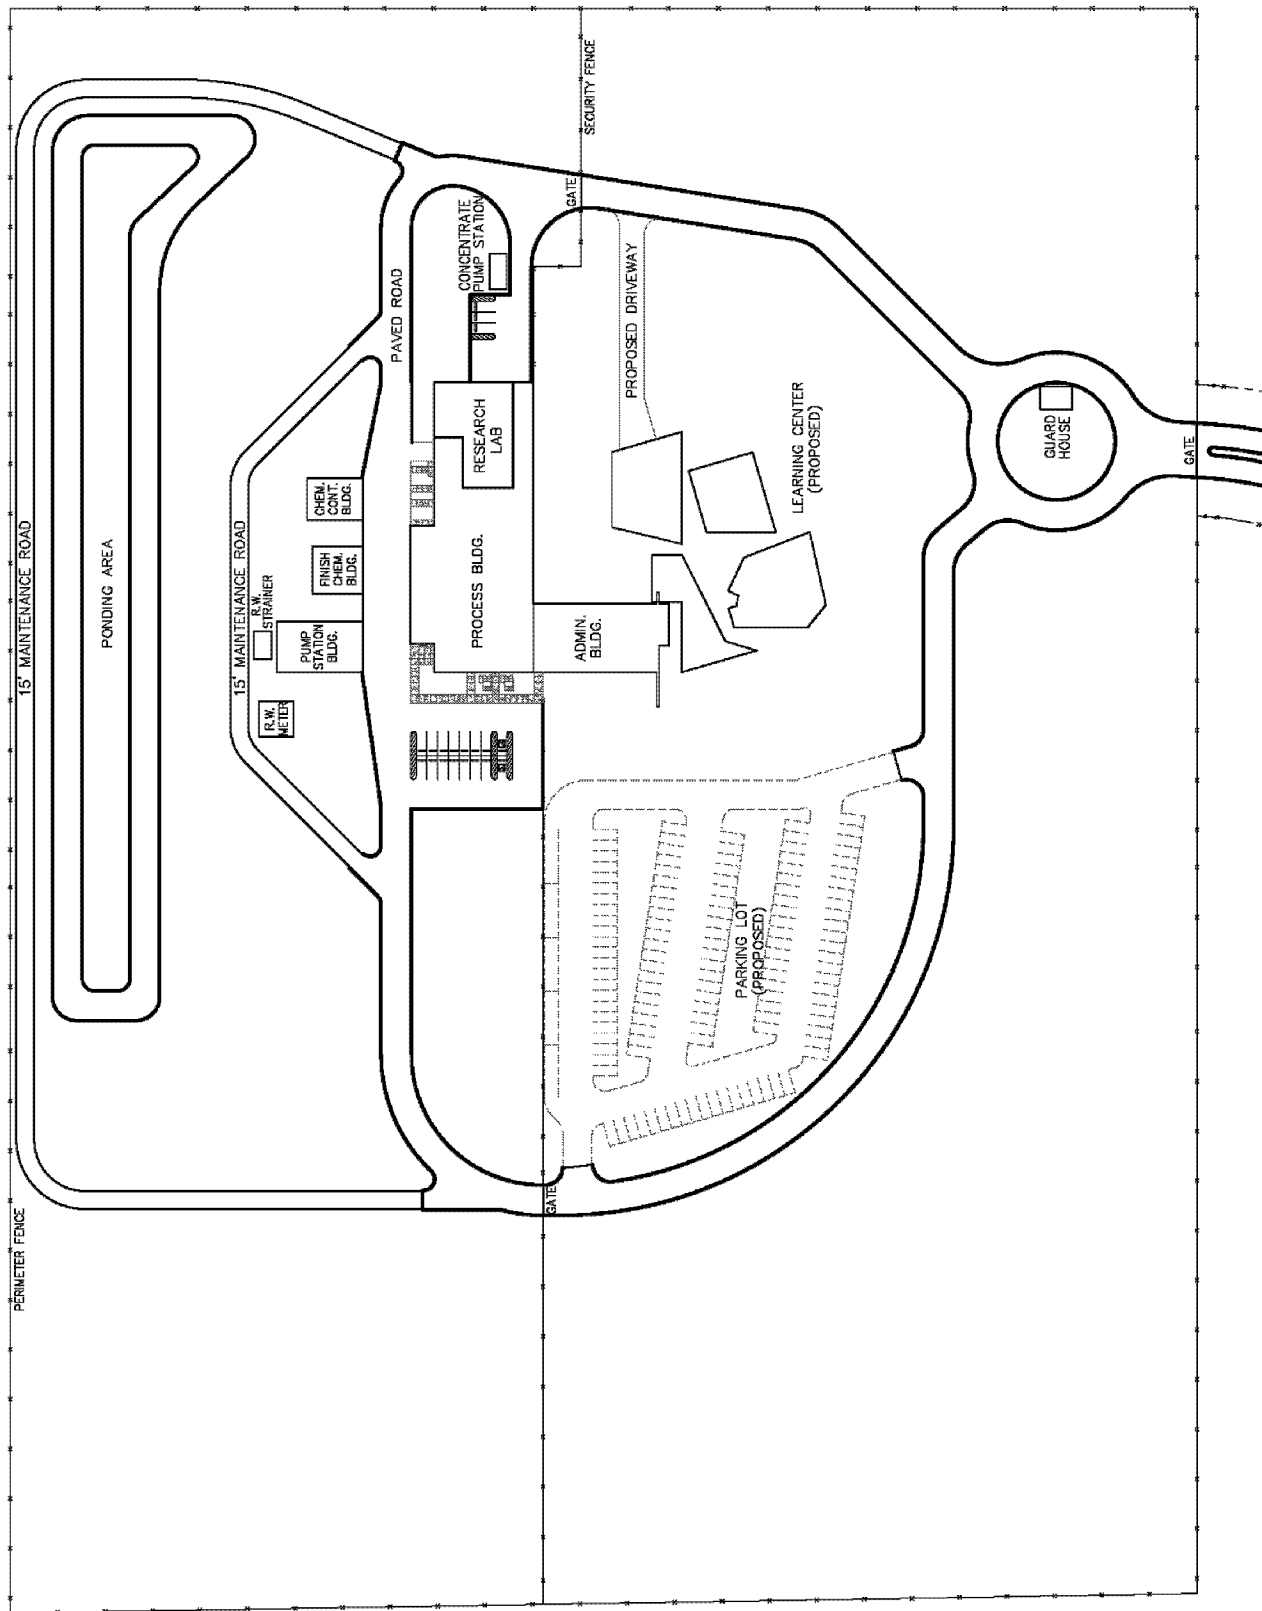 PERIMETER FENCE
15' MAINTENANCE ROAD
PONDING AREA
15' MAINTENANCE ROAD
R.W.
METER
R.W.
STRAINER
PUMP
STATION
BLDG.
FINISH
CHEM.
BLDG.
CHEM.
CONT.
BLDG.
PAVED ROAD
CONCENTRATE
PUMP STATION
RESEARCH
LAB
PROCESS BLDG.
ADMIN.
BLDG.
GATE
SECURITY FENCE
GATE
PROPOSED DRIVEWAY
PARKING LOT
(PROPOSED)
LEARNING CENTER
(PROPOSED)
GUARD
HOUSE
GATE